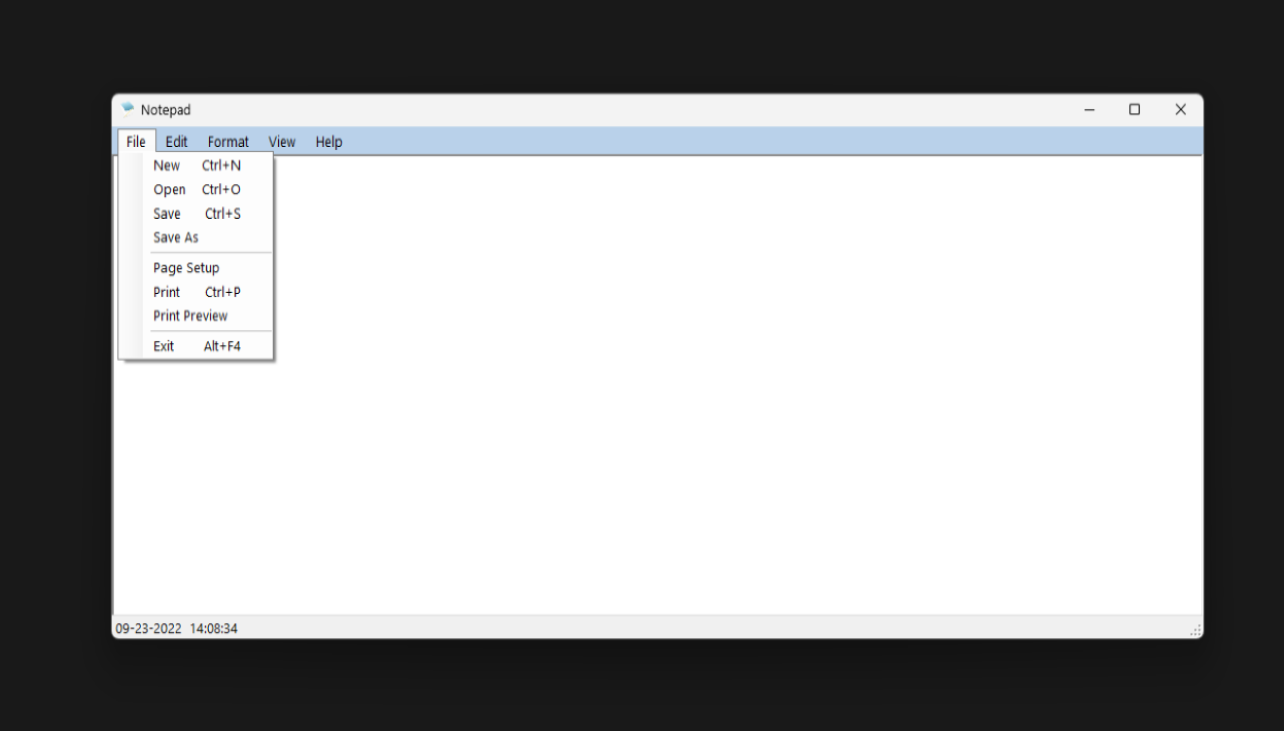 Notepad
File Edit Format View Help
New Ctrl+N
Open Ctrl+O
Save Ctrl+S
Save As
Page Setup
Print Ctrl+P
Print Preview
Exit Alt+F4
09-23-2022 14:08:34